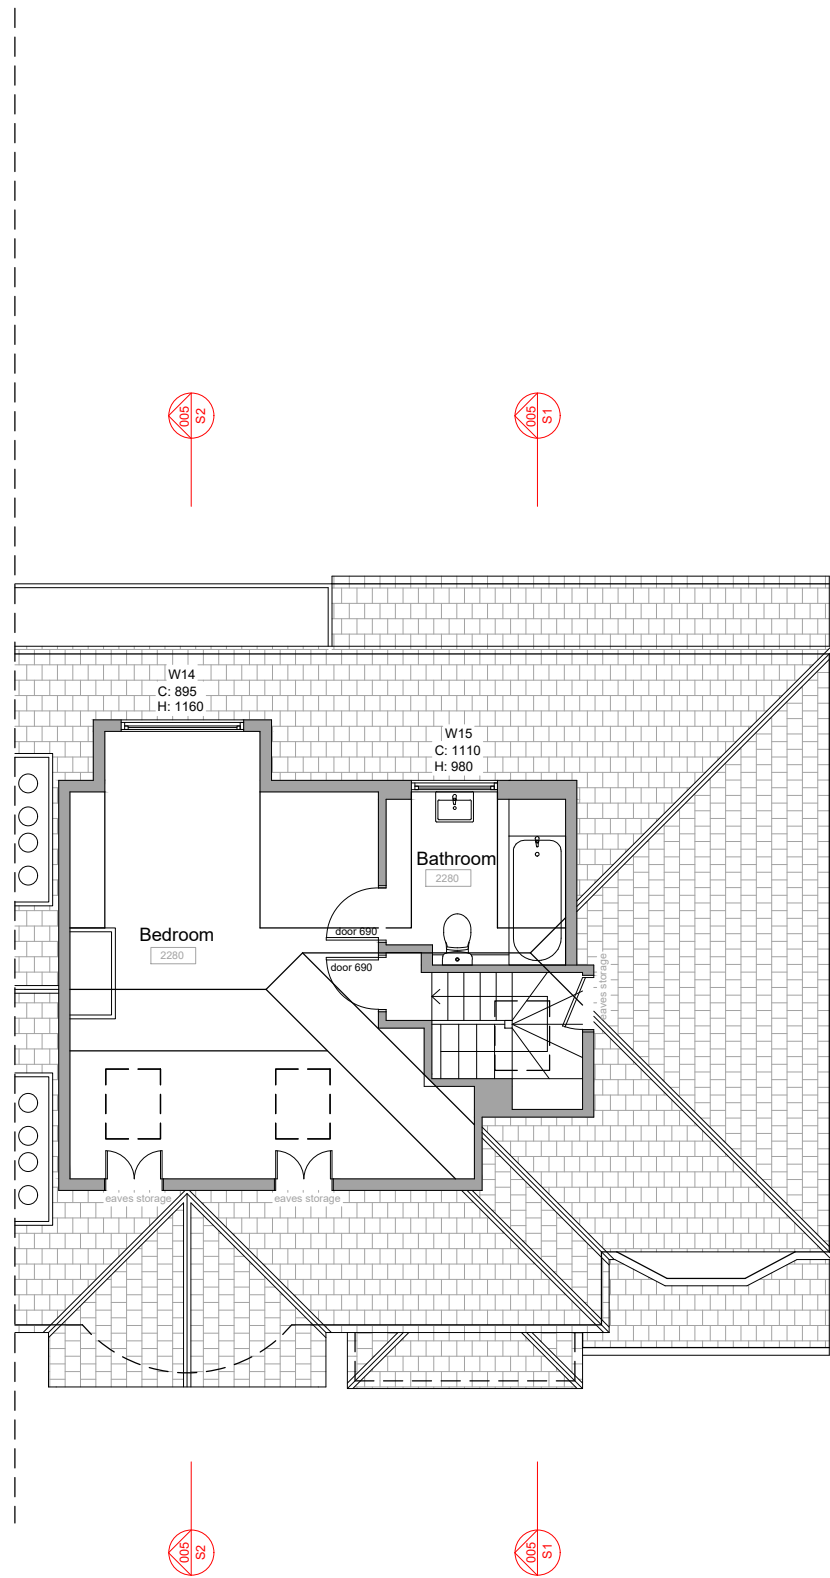 005
S2
005
S1
W14
C: 895
H: 1160
W15
C: 1110
H: 980
Bathroom
2280
Bedroom
2280
door 690
door 690
eaves storage
eaves storage
eaves storage
005
S2
005
S1